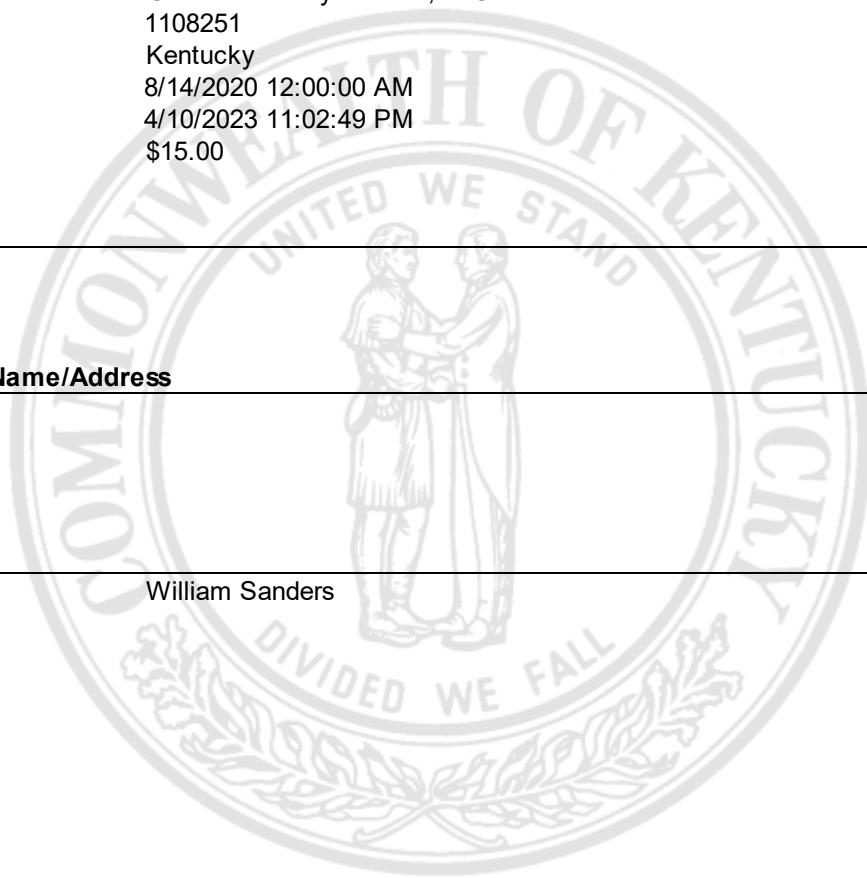 1108251
Kentucky
8/14/2020 12:00:00 AM
4/10/2023 11:02:49 PM
$15.00
COMMONWEALTH OF KENTUCKY
UNITED WE STAND
Name/Address
William Sanders
DIVIDED WE FALL